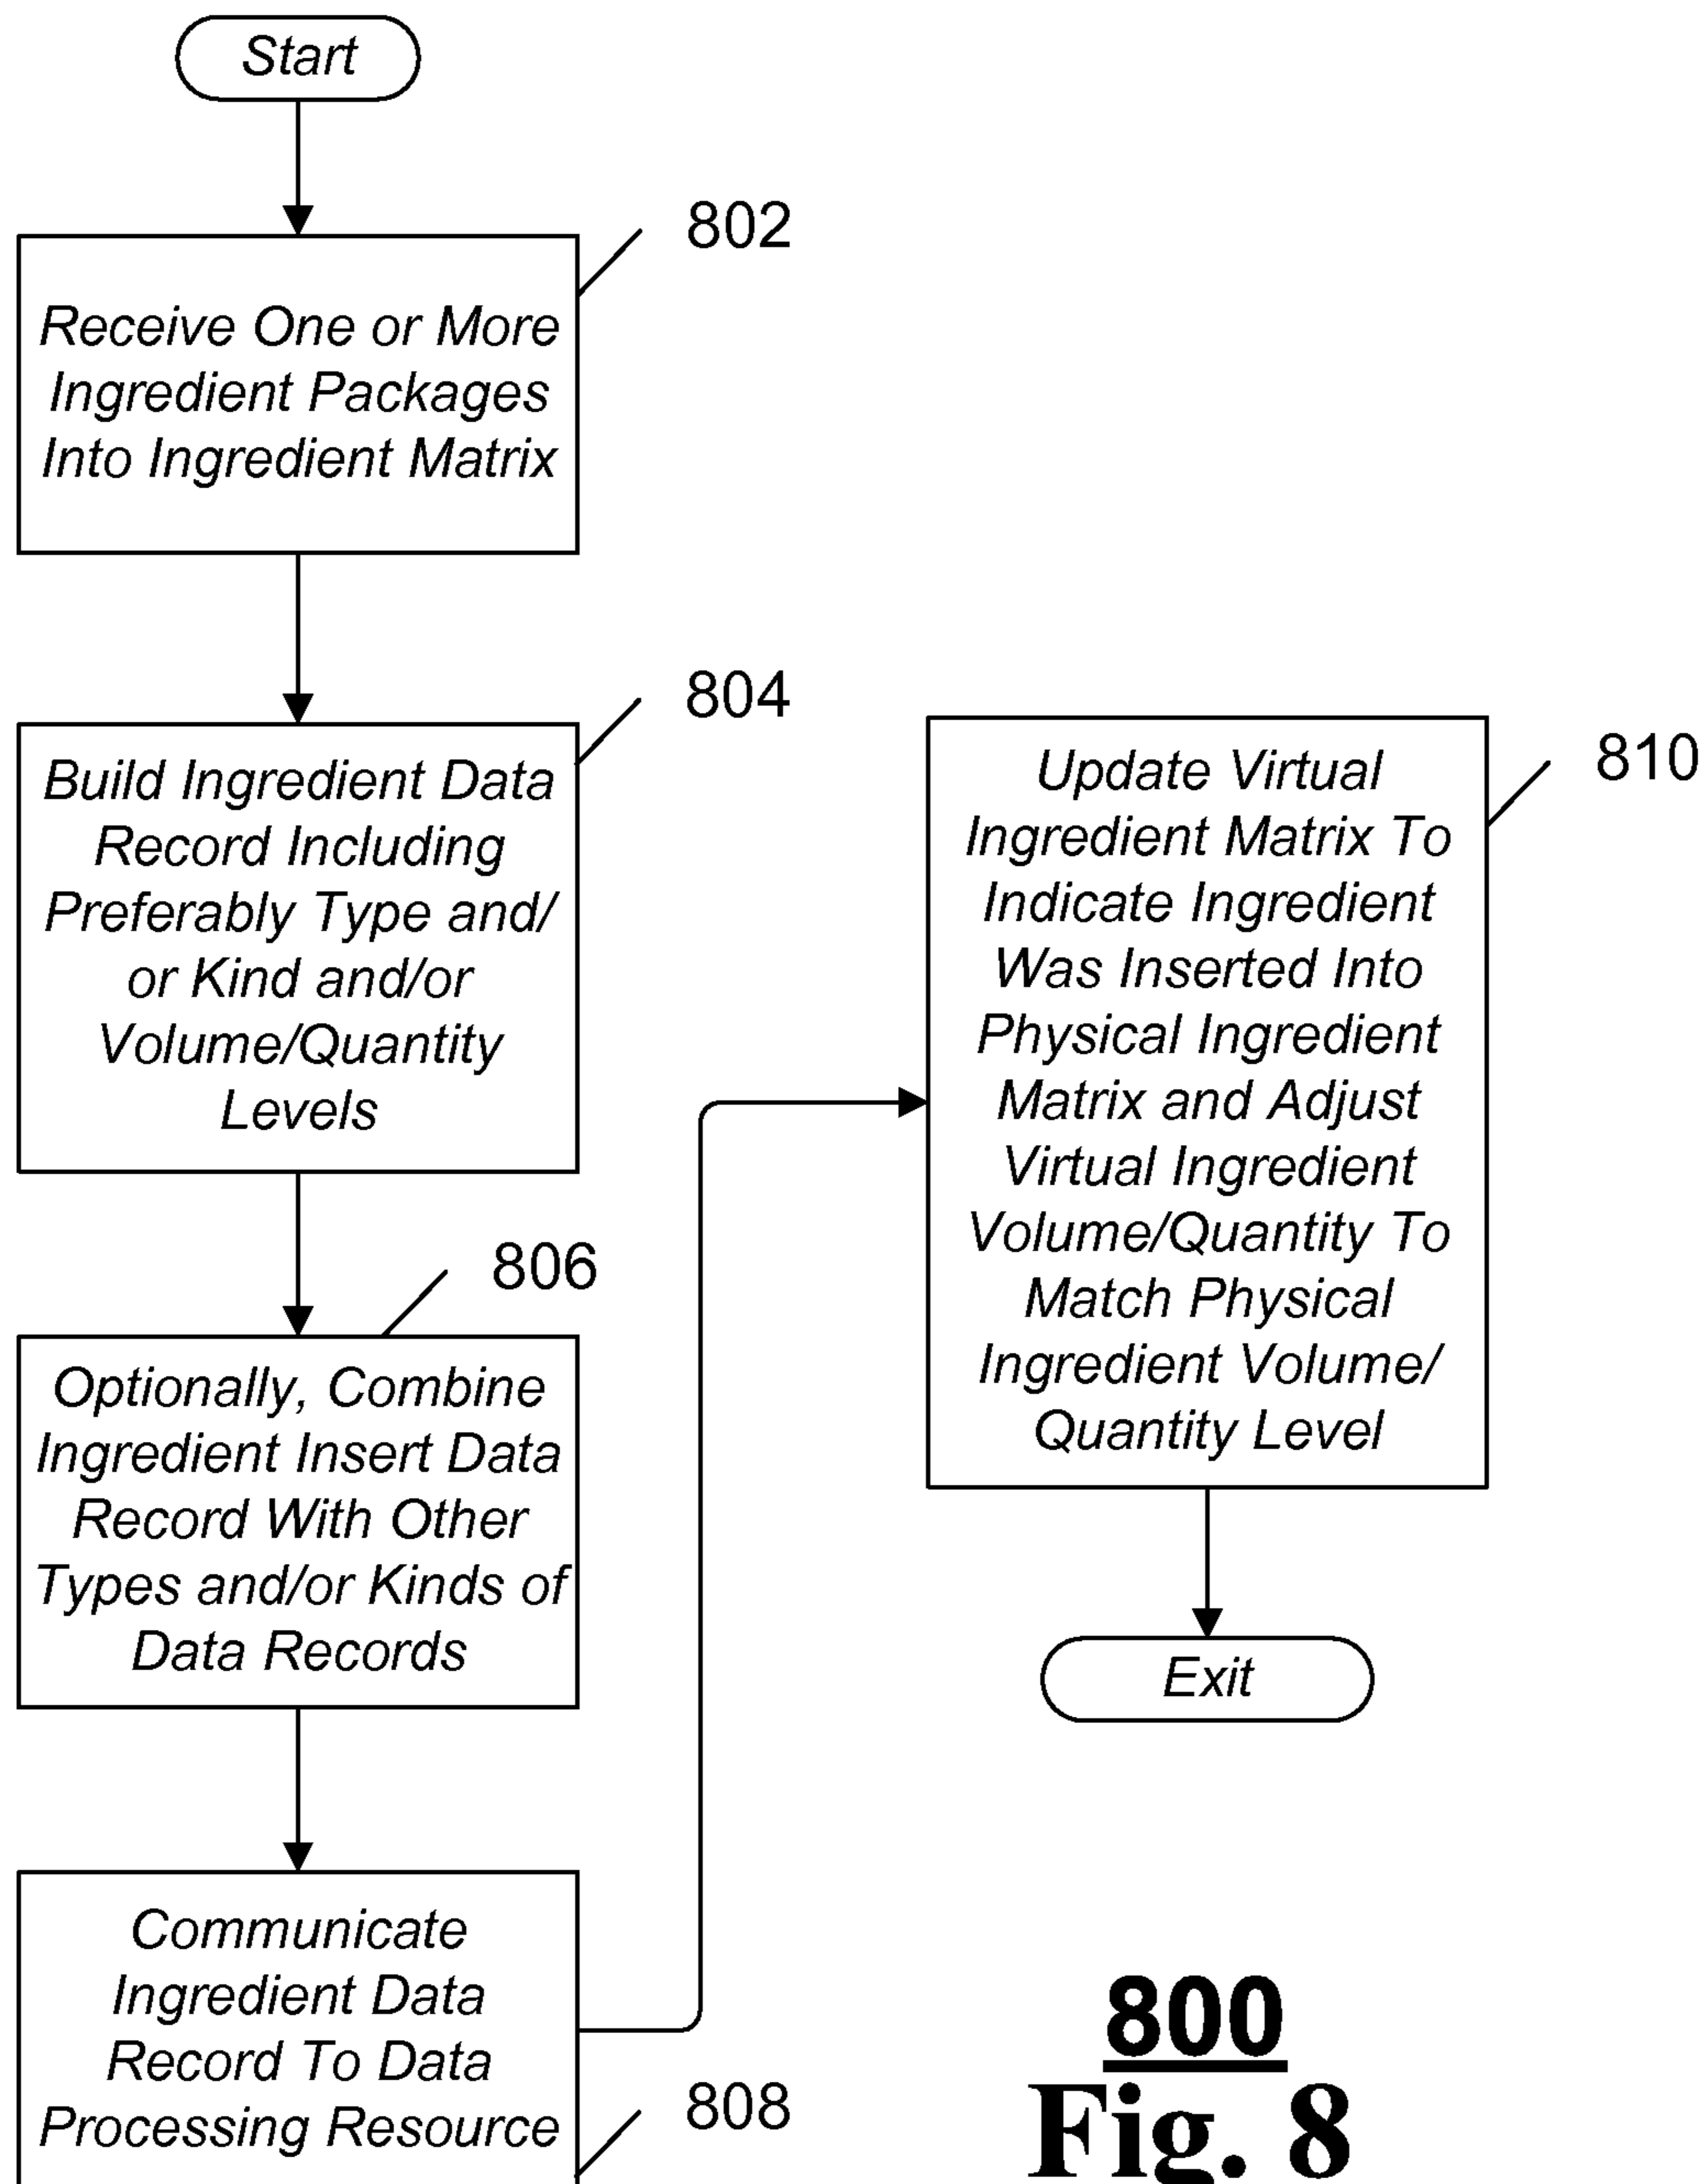 Start
802
Receive One or More
Ingredient Packages
Into Ingredient Matrix
804
Build Ingredient Data
Record Including
Preferably Type and/
or Kind and/or
Volume/Quantity
Levels
806
Optionally, Combine
Ingredient Insert Data
Record With Other
Types and/or Kinds of
Data Records
Communicate
Ingredient Data
Record To Data
Processing Resource
808
810
Update Virtual
Ingredient Matrix To
Indicate Ingredient
Was Inserted Into
Physical Ingredient
Matrix and Adjust
Virtual Ingredient
Volume/Quantity To
Match Physical
Ingredient Volume/
Quantity Level
Exit
800
Fig. 8